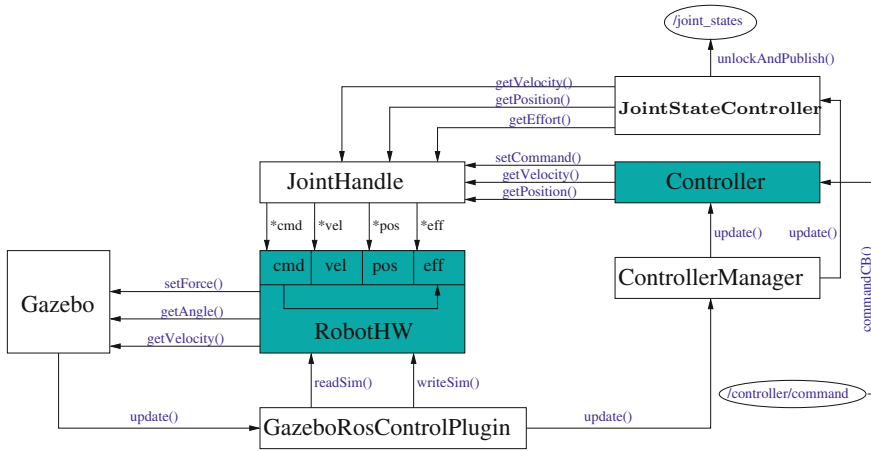 /joint_states
unlockAndPublish()
getVelocity()
getPosition()
JointStateController
getEffort()
setCommand()
JointHandle
getVelocity()
Controller
getPosition()
*cmd
*vel
*pos
*eff
update()
update()
cmd
vel
pos
eff
ControllerManager
commandCB()
setForce()
Gazebo
getAngle()
RobotHW
getVelocity()
readSim()
writeSim()
/controller/command
update()
GazeboRosControlPlugin
update()